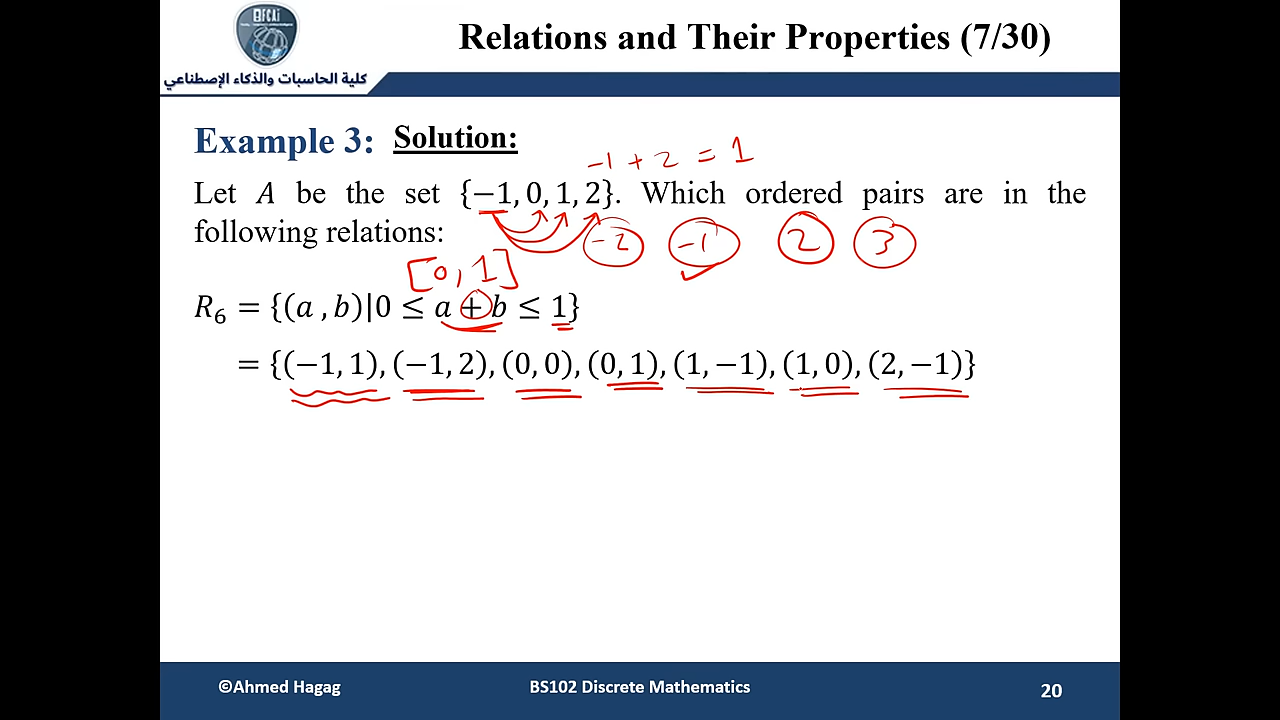 BFCAi
Relations and Their Properties (7/30)
كلية الحاسبات والذكاء الإصطناعي
Example 3: Solution:
-1 + 2 = 1
Let A be the set {−1, 0, 1, 2}. Which ordered pairs are in the
following relations:
-2 -1 2 3
[0, 1]
R₆ = {(a , b)|0 ≤ a + b ≤ 1}
= {(−1, 1), (−1, 2), (0, 0), (0, 1), (1, −1), (1, 0), (2, −1)}
©Ahmed Hagag BS102 Discrete Mathematics 20